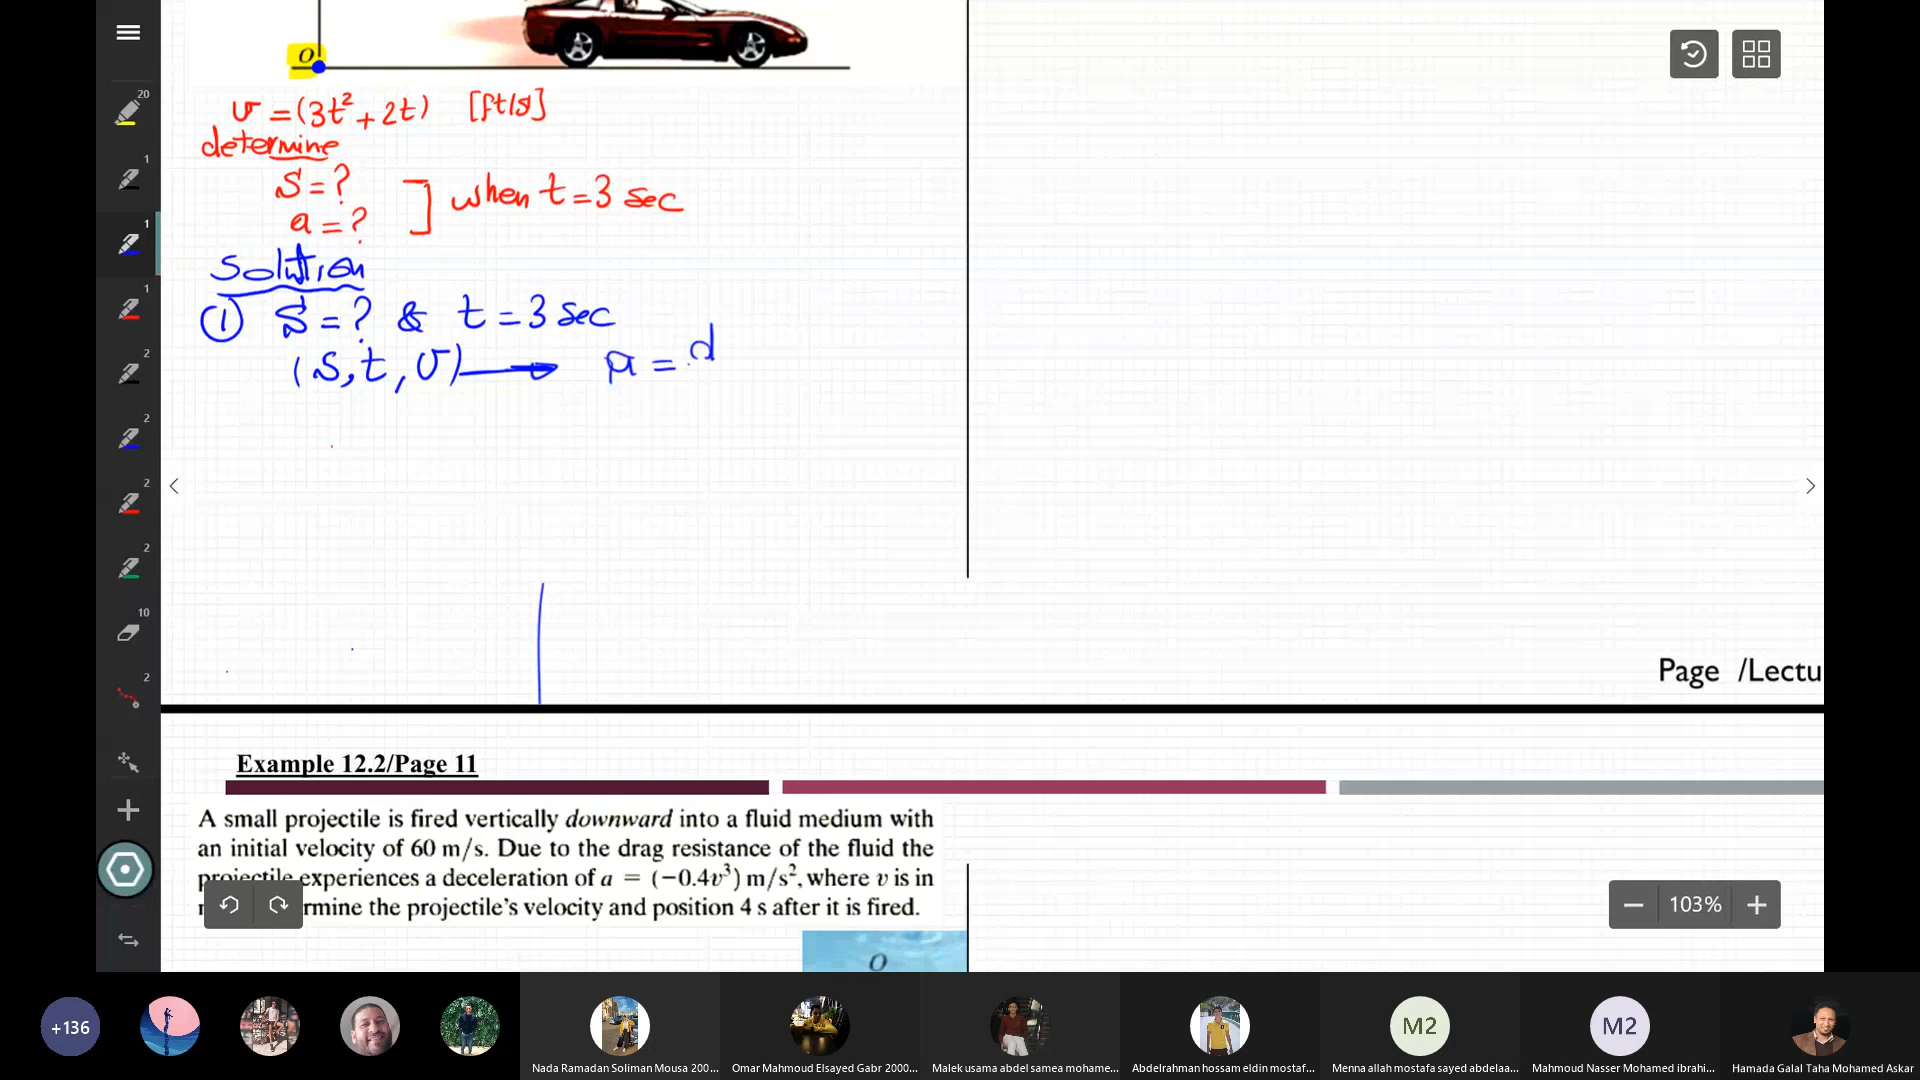 O
v = (3t² + 2t) [ft/s]
determine
S = ?
a = ?
] when t = 3 sec
Solution
① S = ? & t = 3 sec
(S, t, v) → a = d
Page /Lectu
Example 12.2/Page 11
A small projectile is fired vertically downward into a fluid medium with
an initial velocity of 60 m/s. Due to the drag resistance of the fluid the
projectile experiences a deceleration of a = (−0.4v³) m/s², where v is in
rmine the projectile's velocity and position 4 s after it is fired.
O
20
1
1
1
2
2
2
2
10
2
103%
+136
Nada Ramadan Soliman Mousa 200...
Omar Mahmoud Elsayed Gabr 2000...
Malek usama abdel samea mohame...
Abdelrahman hossam eldin mostaf...
M2
Menna allah mostafa sayed abdelaa...
M2
Mahmoud Nasser Mohamed ibrahi...
Hamada Galal Taha Mohamed Askar